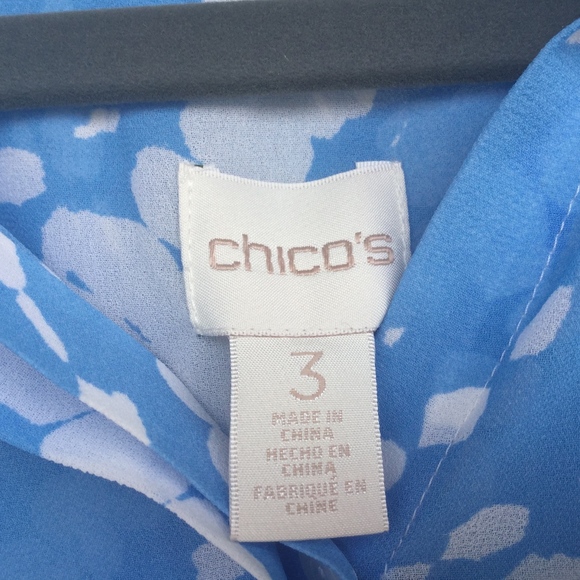 chico's
3
MADE IN
CHINA
HECHO EN
CHINA
FABRIQUÉ EN
CHINE